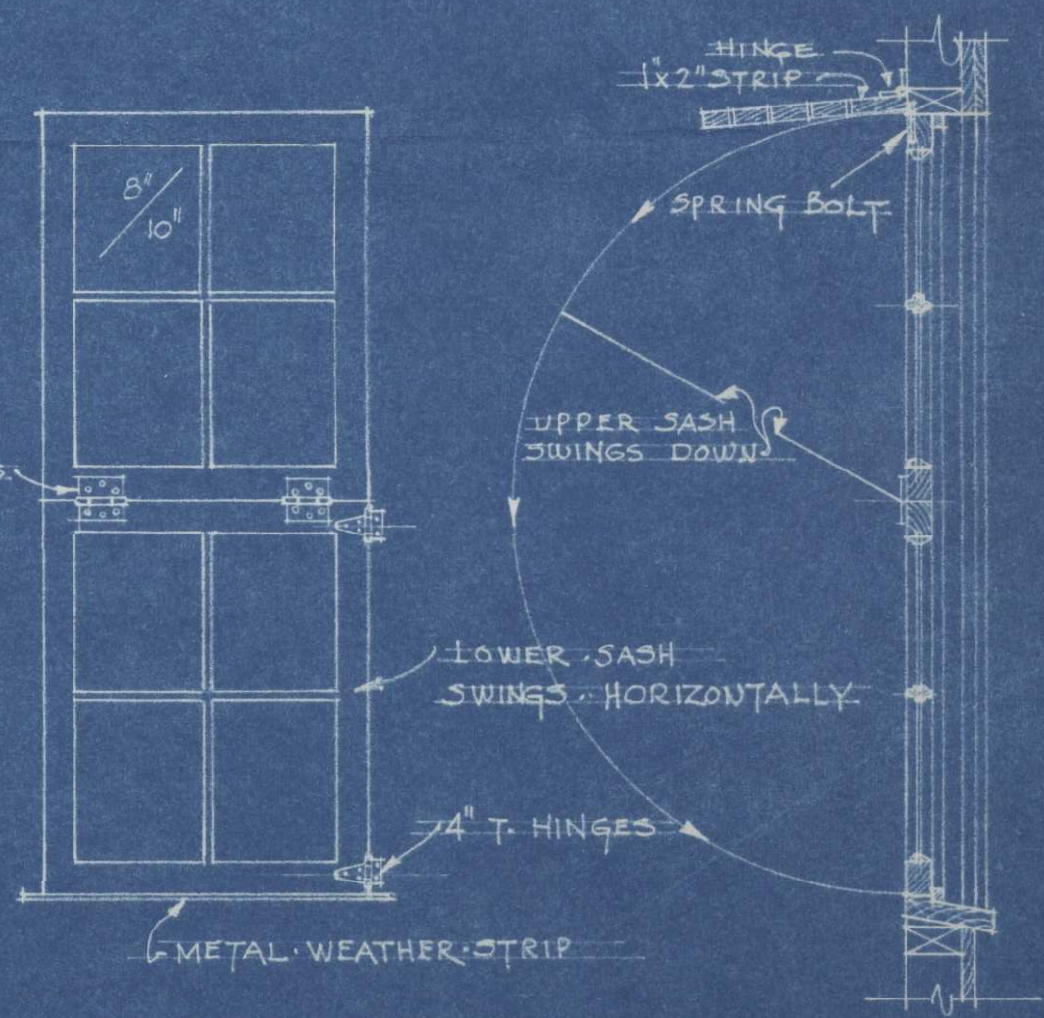 HINGE
1"x2" STRIP
8"/10"
SPRING BOLT
UPPER SASH
SWINGS DOWN
LOWER · SASH
SWINGS · HORIZONTALLY
4" T. HINGES
METAL · WEATHER · STRIP